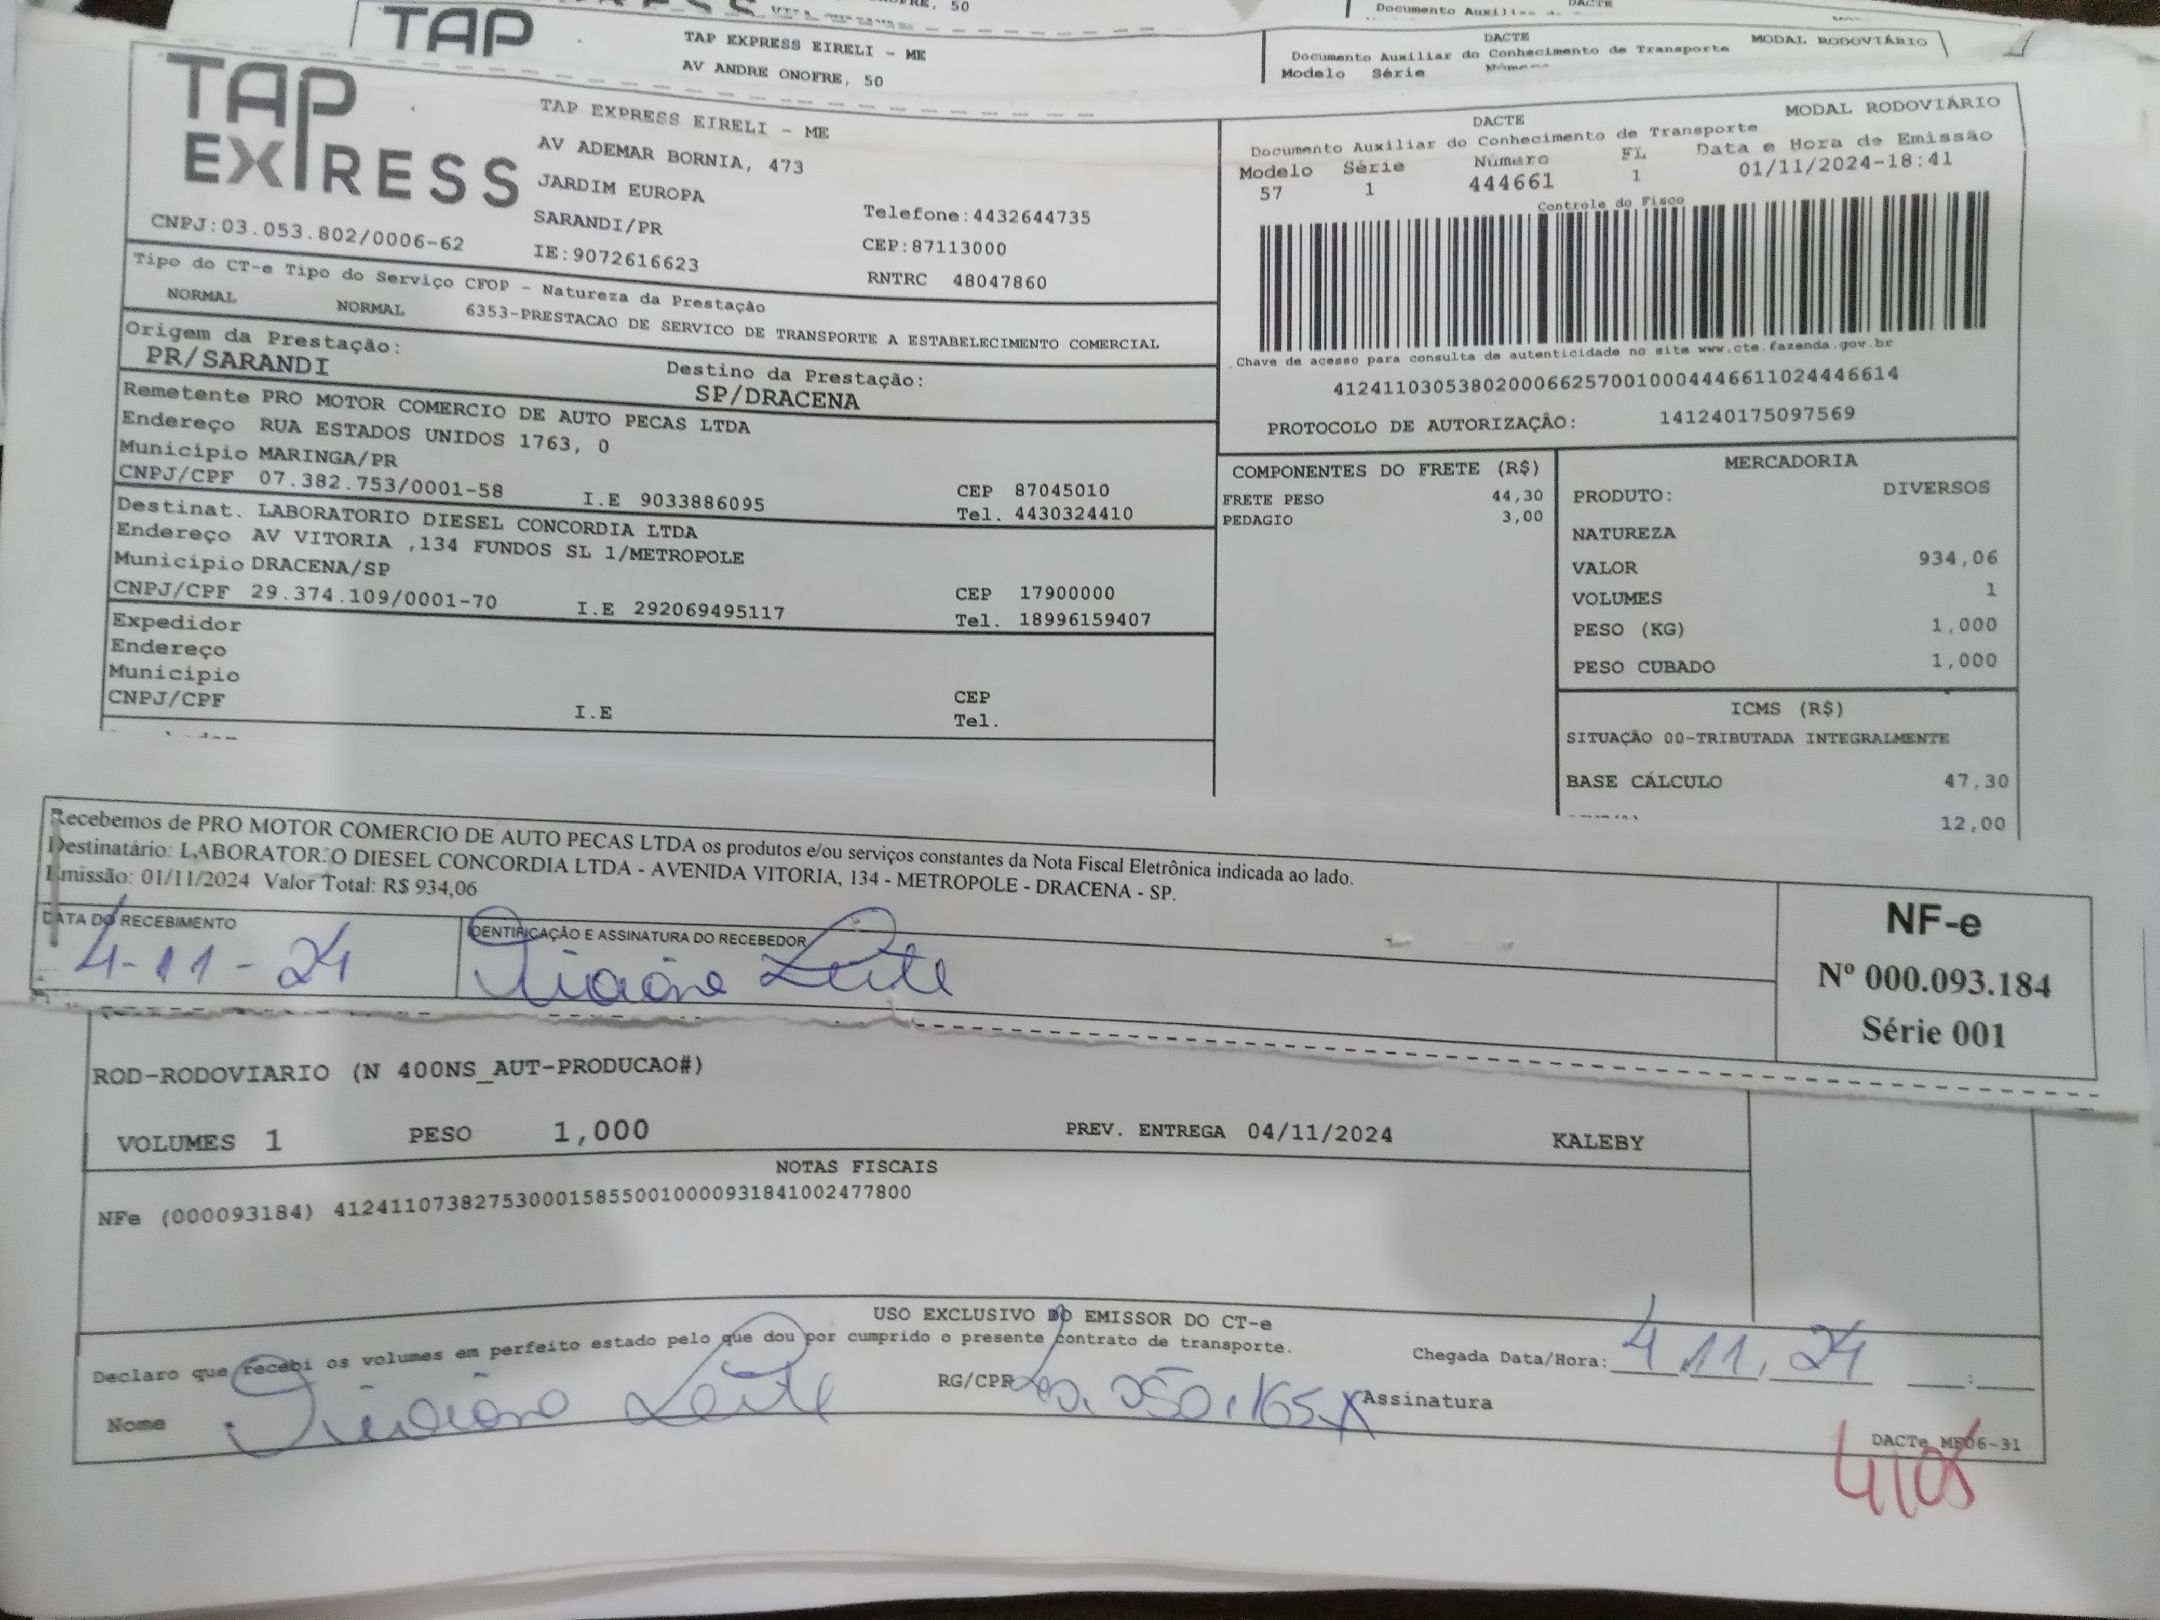 TAP
TAP EXPRESS EIRELI - ME
AV ANDRE ONOFRE, 50
DACTE
MODAL RODOVIÁRIO
Documento Auxiliar do Conhecimento de Transporte
Modelo Série
TAP EXPRESS
TAP EXPRESS EIRELI - ME
AV ADEMAR BORNIA, 473
JARDIM EUROPA
SARANDI/PR Telefone:4432644735
CNPJ:03.053.802/0006-62 IE:9072616623 CEP:87113000
RNTRC 48047860
DACTE MODAL RODOVIÁRIO
Documento Auxiliar do Conhecimento de Transporte
Modelo Série Número FL Data e Hora de Emissão
57 1 444661 1 01/11/2024-18:41
Controle do Fisco
Chave de acesso para consulta de autenticidade no site www.cte.fazenda.gov.br
41241103053802000662570010004446611024446614
PROTOCOLO DE AUTORIZAÇÃO: 141240175097569
Tipo do CT-e Tipo do Serviço CFOP - Natureza da Prestação
NORMAL NORMAL 6353-PRESTACAO DE SERVICO DE TRANSPORTE A ESTABELECIMENTO COMERCIAL
Origem da Prestação: Destino da Prestação:
PR/SARANDI SP/DRACENA
Remetente PRO MOTOR COMERCIO DE AUTO PECAS LTDA
Endereço RUA ESTADOS UNIDOS 1763, 0
Município MARINGA/PR CEP 87045010
CNPJ/CPF 07.382.753/0001-58 I.E 9033886095 Tel. 4430324410
Destinat. LABORATORIO DIESEL CONCORDIA LTDA
Endereço AV VITORIA ,134 FUNDOS SL 1/METROPOLE
Município DRACENA/SP CEP 17900000
CNPJ/CPF 29.374.109/0001-70 I.E 292069495117 Tel. 18996159407
Expedidor
Endereço
Município CEP
CNPJ/CPF I.E Tel.
COMPONENTES DO FRETE (R$)
FRETE PESO 44,30
PEDAGIO 3,00
MERCADORIA
PRODUTO: DIVERSOS
NATUREZA
VALOR 934,06
VOLUMES 1
PESO (KG) 1,000
PESO CUBADO 1,000
ICMS (R$)
SITUAÇÃO 00-TRIBUTADA INTEGRALMENTE
BASE CÁLCULO 47,30
12,00
Recebemos de PRO MOTOR COMERCIO DE AUTO PECAS LTDA os produtos e/ou serviços constantes da Nota Fiscal Eletrônica indicada ao lado.
Destinatário: LABORATORIO DIESEL CONCORDIA LTDA - AVENIDA VITORIA, 134 - METROPOLE - DRACENA - SP.
Emissão: 01/11/2024 Valor Total: R$ 934,06
DATA DO RECEBIMENTO IDENTIFICAÇÃO E ASSINATURA DO RECEBEDOR
4-11-24 Leite
NF-e
Nº 000.093.184
Série 001
ROD-RODOVIARIO (N 400NS_AUT-PRODUCAO#)
VOLUMES 1 PESO 1,000 PREV. ENTREGA 04/11/2024 KALEBY
NOTAS FISCAIS
NFe (000093184) 41241107382753000158550010000931841002477800
USO EXCLUSIVO DO EMISSOR DO CT-e
Declaro que recebi os volumes em perfeito estado pelo que dou por cumprido o presente contrato de transporte. Chegada Data/Hora: 4.11.24 :
Nome Leite RG/CPF Assinatura
DACTe